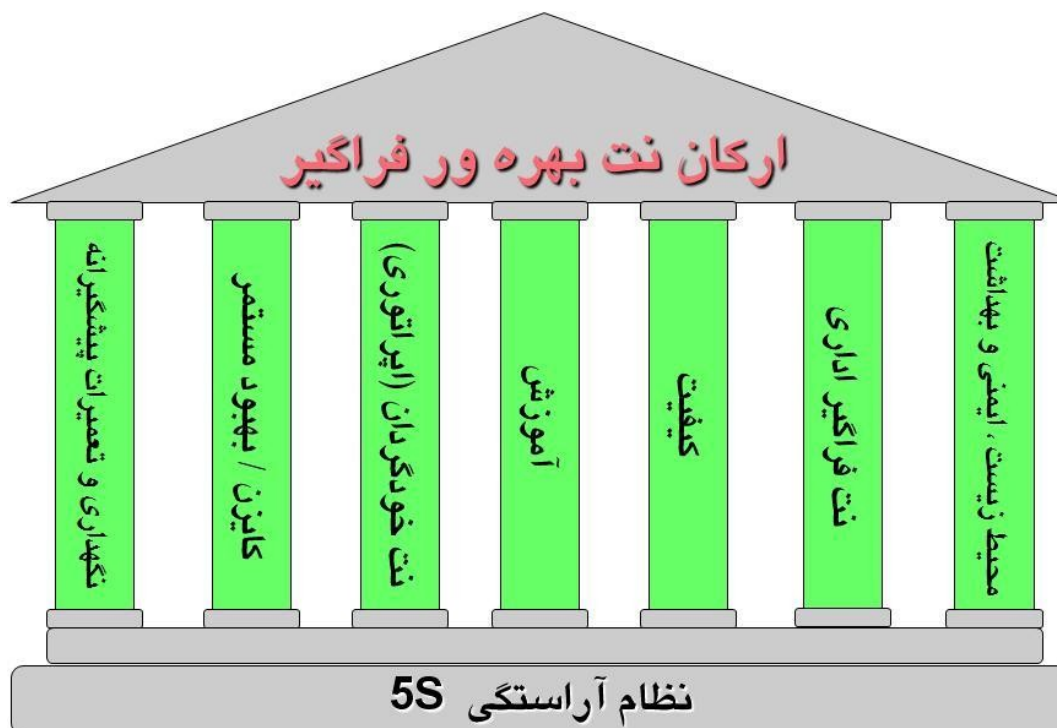 ارکان نت بهره ور فراگیر
محیط زیست ، ایمنی و بهداشت
نت فراگیر اداری
کیفیت
آموزش
نت خودگردان (اپراتوری)
کایزن / بهبود مستمر
نگهداری و تعمیرات پیشگیرانه
نظام آراستگی 5S